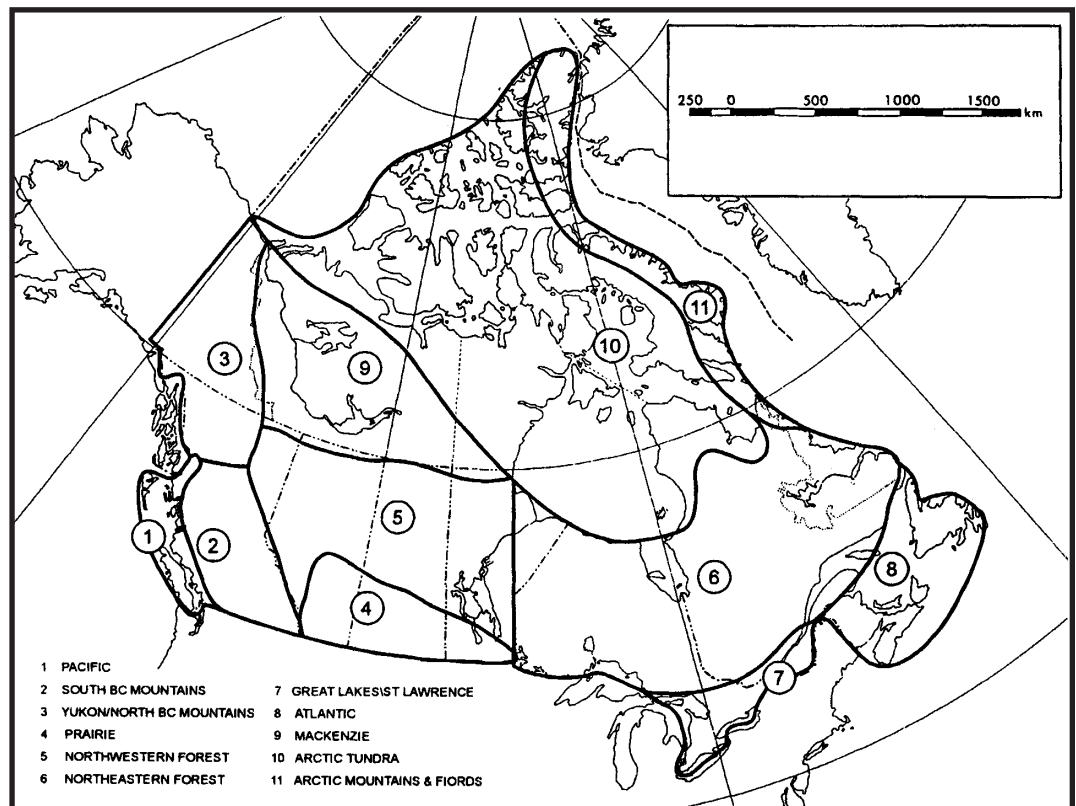 250 0 500 1000 1500
km
11
10
3
9
5
1
2
6
8
4
7
1 PACIFIC
2 SOUTH BC MOUNTAINS
3 YUKON/NORTH BC MOUNTAINS
4 PRAIRIE
5 NORTHWESTERN FOREST
6 NORTHEASTERN FOREST
7 GREAT LAKES\ST LAWRENCE
8 ATLANTIC
9 MACKENZIE
10 ARCTIC TUNDRA
11 ARCTIC MOUNTAINS & FIORDS